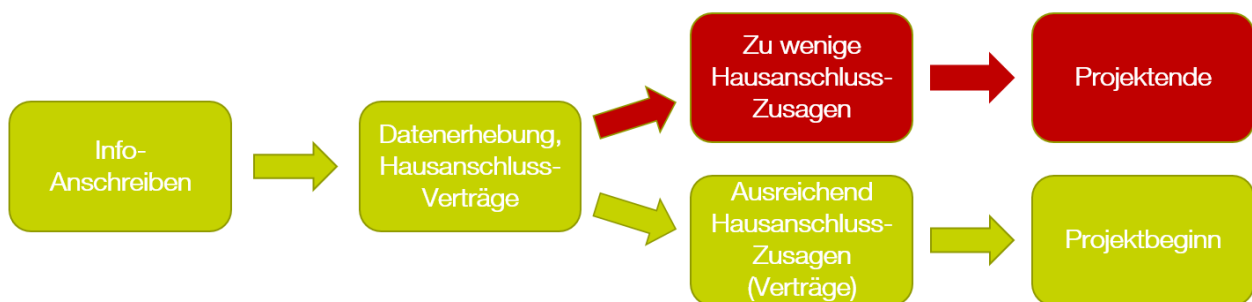 Info-
Anschreiben
Datenerhebung,
Hausanschluss-
Verträge
Zu wenige
Hausanschluss-
Zusagen
Projektende
Ausreichend
Hausanschluss-
Zusagen
(Verträge)
Projektbeginn